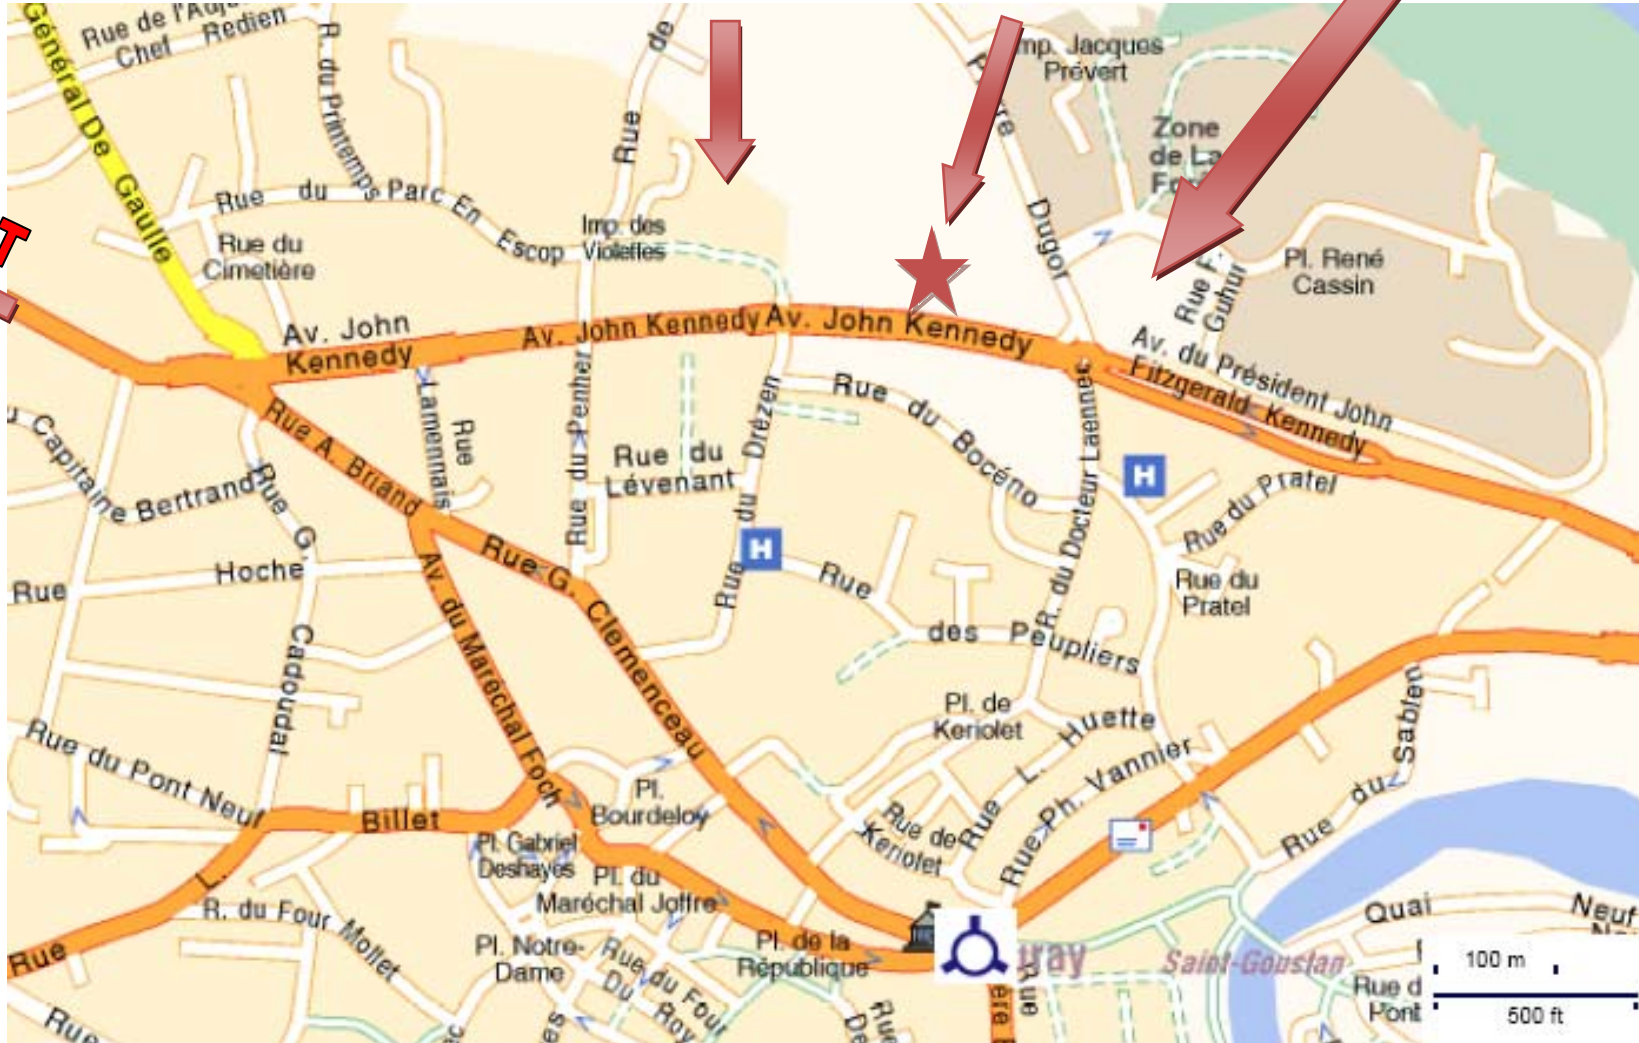 Général De Gaulle
Rue de l'Adju
Chef Redien
R. du Printemps
Rue de
Imp. Jacques
Prévert
Zone
de La
Dugor
Rue du Parc En Escop
Imp. des
Violettes
Rue du
Cimetière
Rue F.
Guhur
Pl. René
Cassin
Av. John
Kennedy
Av. John Kennedy
Av. John Kennedy
Av. du Président John
Fitzgerald Kennedy
Rue
Lamennais
Rue du Penher
Rue du Drézen
Rue du Bocéno
R. du Docteur Laennec
Rue A. Briand
Capitaine Bertrand
Rue G. Cadoudal
Rue du
Lévenant
H
H
Rue du Pratel
Rue du
Pratel
Rue Hoche
Rue G. Clemenceau
Av. du Maréchal Foch
Rue des Peupliers
Pl. de
Keriolet
Rue L. Huette
Rue Ph. Vannier
Rue du Sablen
Rue du Pont Neuf
Rue L. Billet
Pl.
Bourdeloy
Rue de
Keriolet
Pl. Gabriel
Deshayes
Pl. du
Maréchal Joffre
R. du Four Mollet
Pl. Notre-
Dame
Rue du Four
Du Roy
Pl. de la
République
uray
Saint-Goustan
Quai
Neuf
Rue d
Pont
Rue
Rue
100 m
500 ft